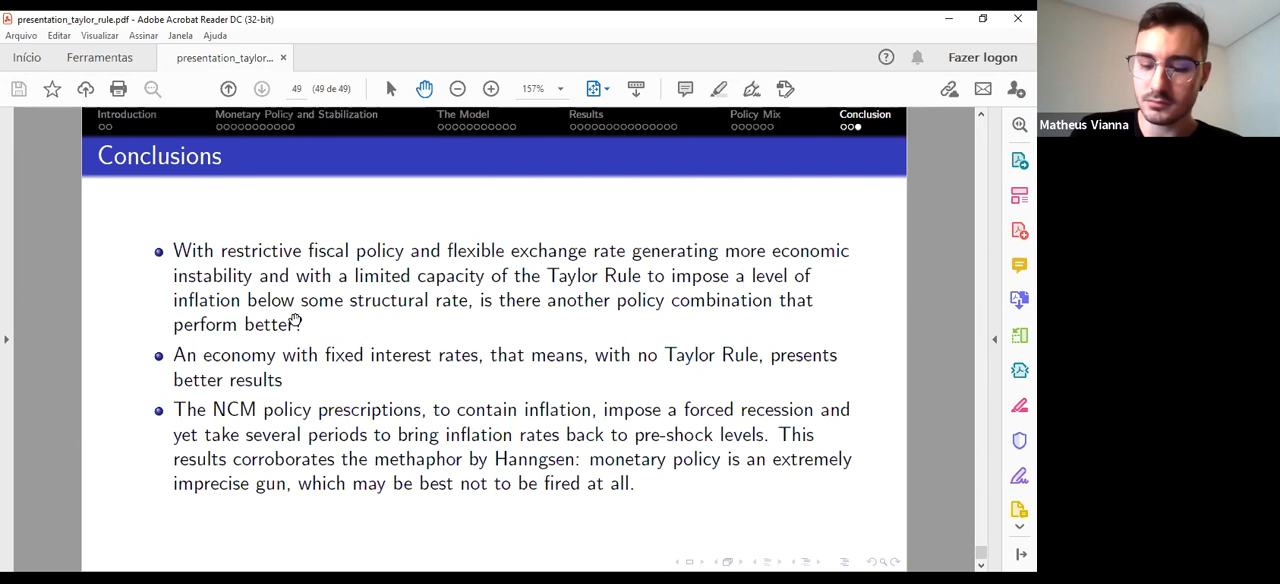 presentation_taylor_rule.pdf - Adobe Acrobat Reader DC (32-bit)
Arquivo Editar Visualizar Assinar Janela Ajuda
Início Ferramentas presentation_taylor... × Fazer logon
49 (49 de 49) 157%
Introduction Monetary Policy and Stabilization The Model Results Policy Mix Conclusion
Matheus Vianna
Conclusions
With restrictive fiscal policy and flexible exchange rate generating more economic
instability and with a limited capacity of the Taylor Rule to impose a level of
inflation below some structural rate, is there another policy combination that
perform better?
An economy with fixed interest rates, that means, with no Taylor Rule, presents
better results
The NCM policy prescriptions, to contain inflation, impose a forced recession and
yet take several periods to bring inflation rates back to pre-shock levels. This
results corroborates the methaphor by Hanngsen: monetary policy is an extremely
imprecise gun, which may be best not to be fired at all.